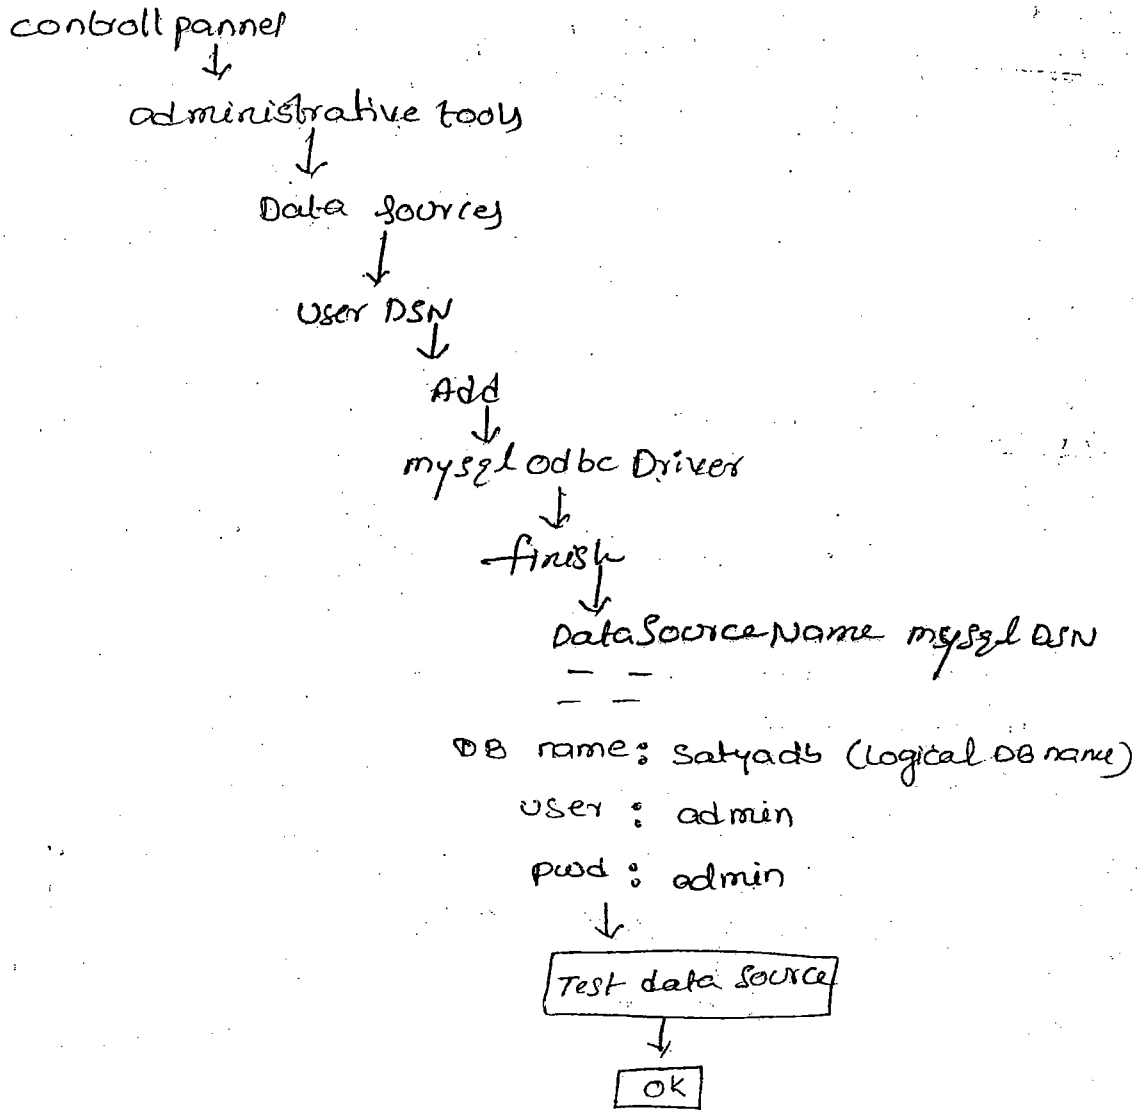 controll pannel
administrative tools
Data Sources
User DSN
Add
mysql odbc Driver
finish
DataSourceName mysql DSN
DB name: Satyadb (Logical DB name)
user : admin
pwd : admin
Test data source
OK